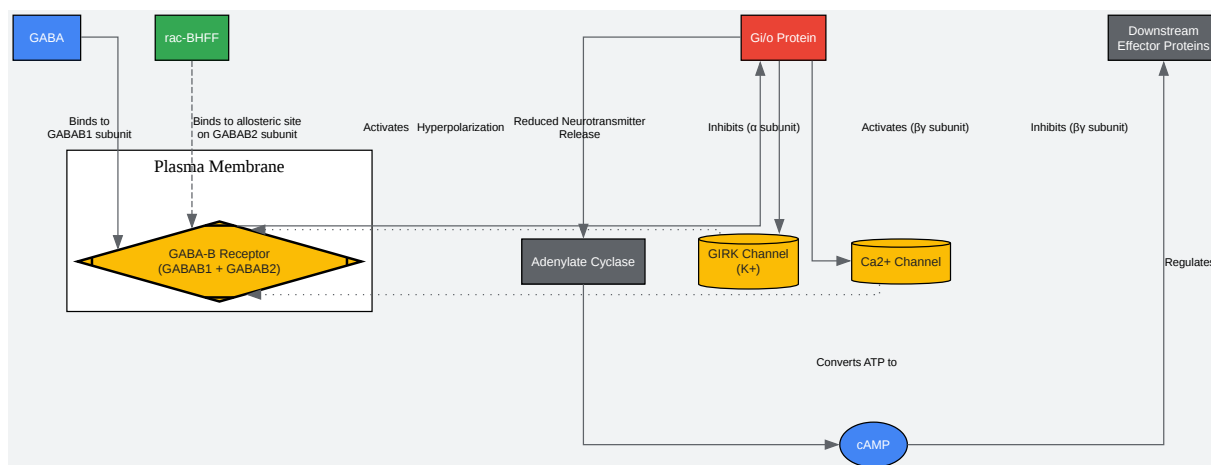 GABA
rac-BHFF
Gi/o Protein
Downstream
Effector Proteins
Binds to
GABAB1 subunit
Binds to allosteric site
on GABAB2 subunit
Activates
Hyperpolarization
Reduced Neurotransmitter
Release
Inhibits (α subunit)
Activates (βγ subunit)
Inhibits (βγ subunit)
Plasma Membrane
GABA-B Receptor
(GABAB1 + GABAB2)
Adenylate Cyclase
GIRK Channel
(K+)
Ca2+ Channel
Regulates
Converts ATP to
cAMP